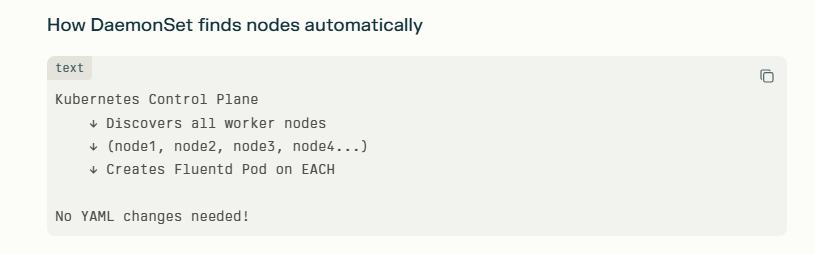 How DaemonSet finds nodes automatically
text
Kubernetes Control Plane
    ↓ Discovers all worker nodes
    ↓ (node1, node2, node3, node4...)
    ↓ Creates Fluentd Pod on EACH
No YAML changes needed!